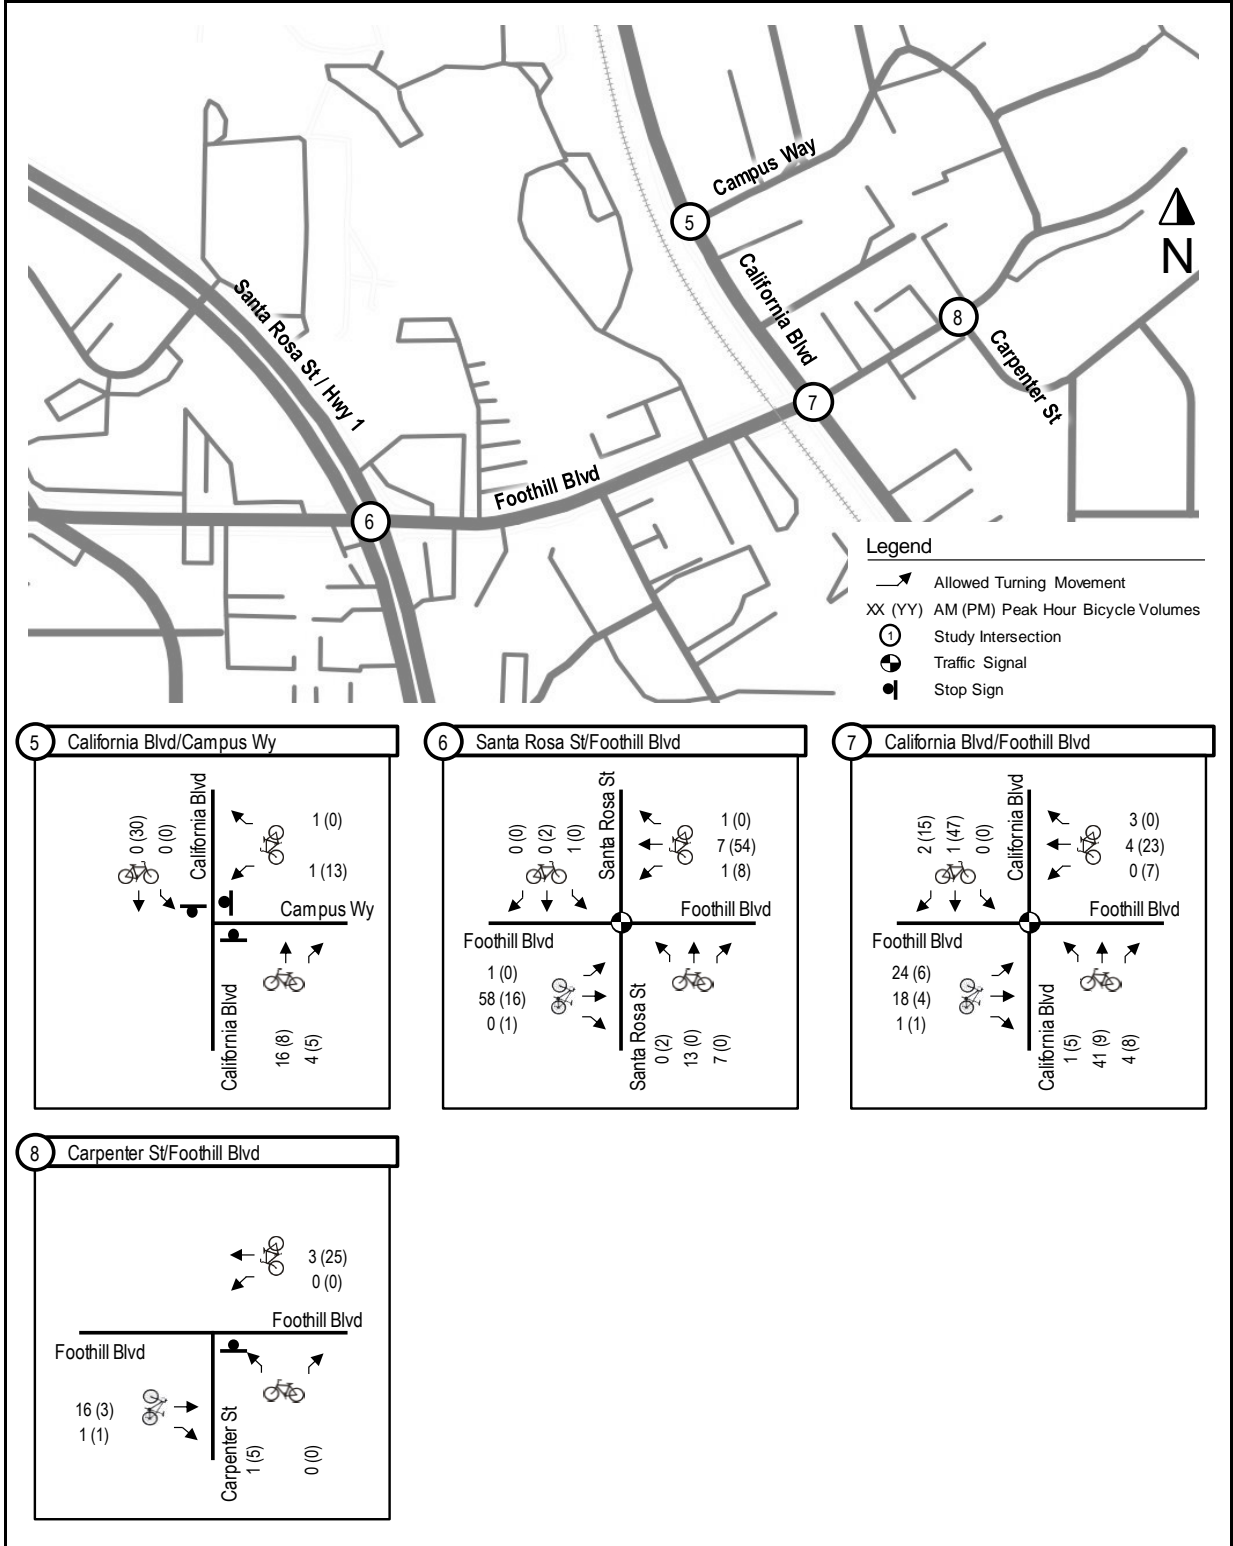 Campus Way
5
N
California Blvd
Santa Rosa St / Hwy 1
8
Carpenter St
7
Foothill Blvd
6
Legend
Allowed Turning Movement
XX (YY) AM (PM) Peak Hour Bicycle Volumes
1 Study Intersection
Traffic Signal
Stop Sign
5 California Blvd/Campus Wy
0 (30)
0 (0)
California Blvd
1 (0)
1 (13)
Campus Wy
California Blvd
16 (8)
4 (5)
6 Santa Rosa St/Foothill Blvd
0 (0)
0 (2)
1 (0)
Santa Rosa St
1 (0)
7 (54)
1 (8)
Foothill Blvd
Foothill Blvd
1 (0)
58 (16)
0 (1)
Santa Rosa St
0 (2)
13 (0)
7 (0)
7 California Blvd/Foothill Blvd
2 (15)
1 (47)
0 (0)
California Blvd
3 (0)
4 (23)
0 (7)
Foothill Blvd
Foothill Blvd
24 (6)
18 (4)
1 (1)
California Blvd
1 (5)
41 (9)
4 (8)
8 Carpenter St/Foothill Blvd
3 (25)
0 (0)
Foothill Blvd
Foothill Blvd
16 (3)
1 (1)
Carpenter St
1 (5)
0 (0)